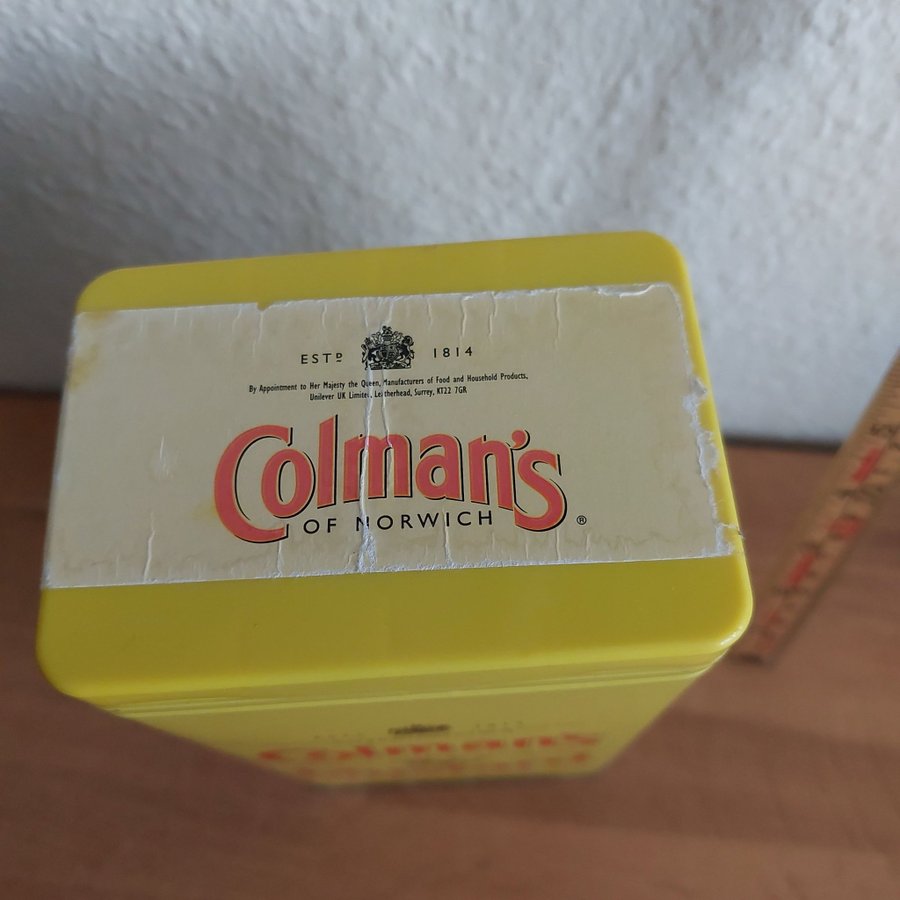 ESTD 1814
By Appointment to Her Majesty the Queen, Manufacturers of Food and Household Products,
Unilever UK Limited, Leatherhead, Surrey, KT22 7GR
Colman's
OF NORWICH ®
Colman's